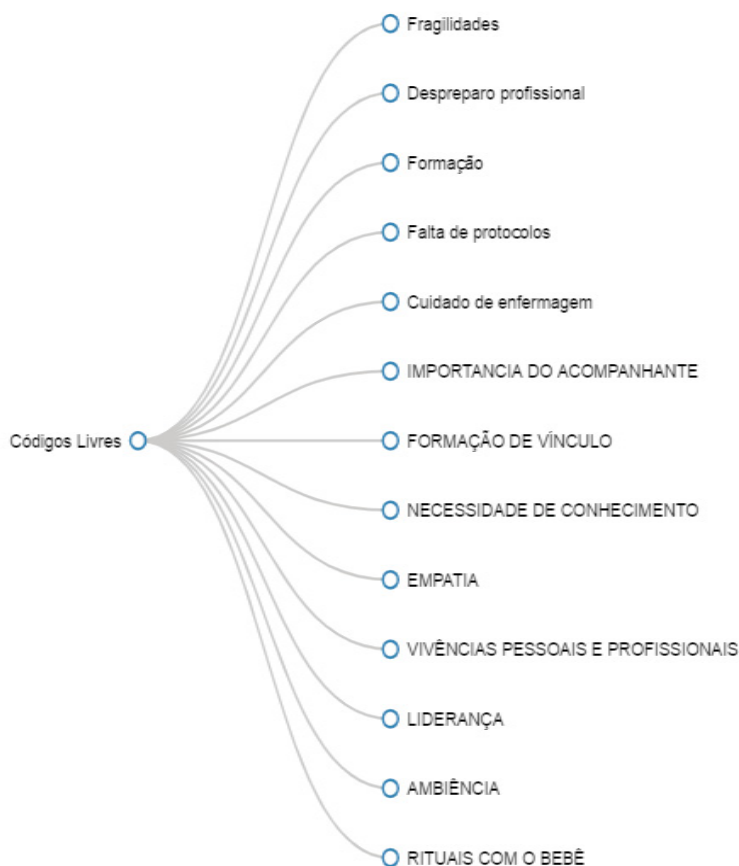 Fragilidades
Despreparo profissional
Formação
Falta de protocolos
Cuidado de enfermagem
IMPORTANCIA DO ACOMPANHANTE
Códigos Livres
FORMAÇÃO DE VÍNCULO
NECESSIDADE DE CONHECIMENTO
EMPATIA
VIVÊNCIAS PESSOAIS E PROFISSIONAIS
LIDERANÇA
AMBIÊNCIA
RITUAIS COM O BEBÊ